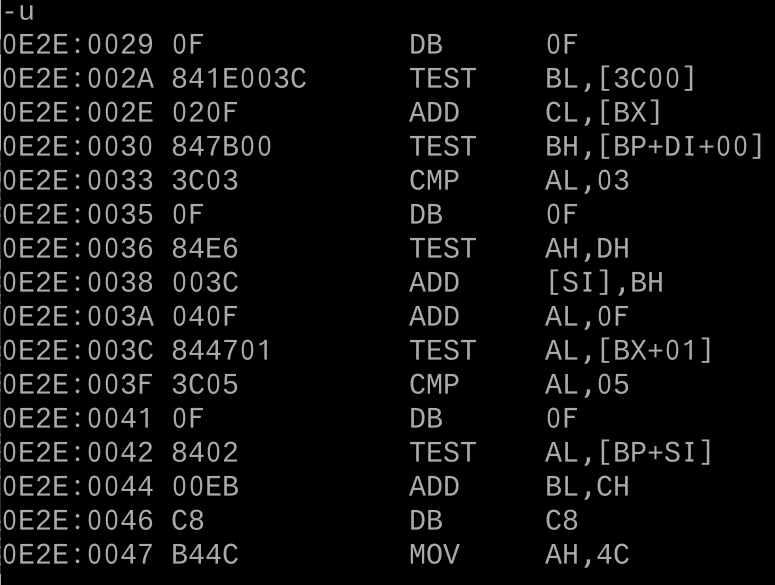 -u
0E2E:0029 0F            DB     0F
0E2E:002A 841E003C      TEST   BL,[3C00]
0E2E:002E 020F          ADD    CL,[BX]
0E2E:0030 847B00        TEST   BH,[BP+DI+00]
0E2E:0033 3C03          CMP    AL,03
0E2E:0035 0F            DB     0F
0E2E:0036 84E6          TEST   AH,DH
0E2E:0038 003C          ADD    [SI],BH
0E2E:003A 040F          ADD    AL,0F
0E2E:003C 844701        TEST   AL,[BX+01]
0E2E:003F 3C05          CMP    AL,05
0E2E:0041 0F            DB     0F
0E2E:0042 8402          TEST   AL,[BP+SI]
0E2E:0044 00EB          ADD    BL,CH
0E2E:0046 C8            DB     C8
0E2E:0047 B44C          MOV    AH,4C